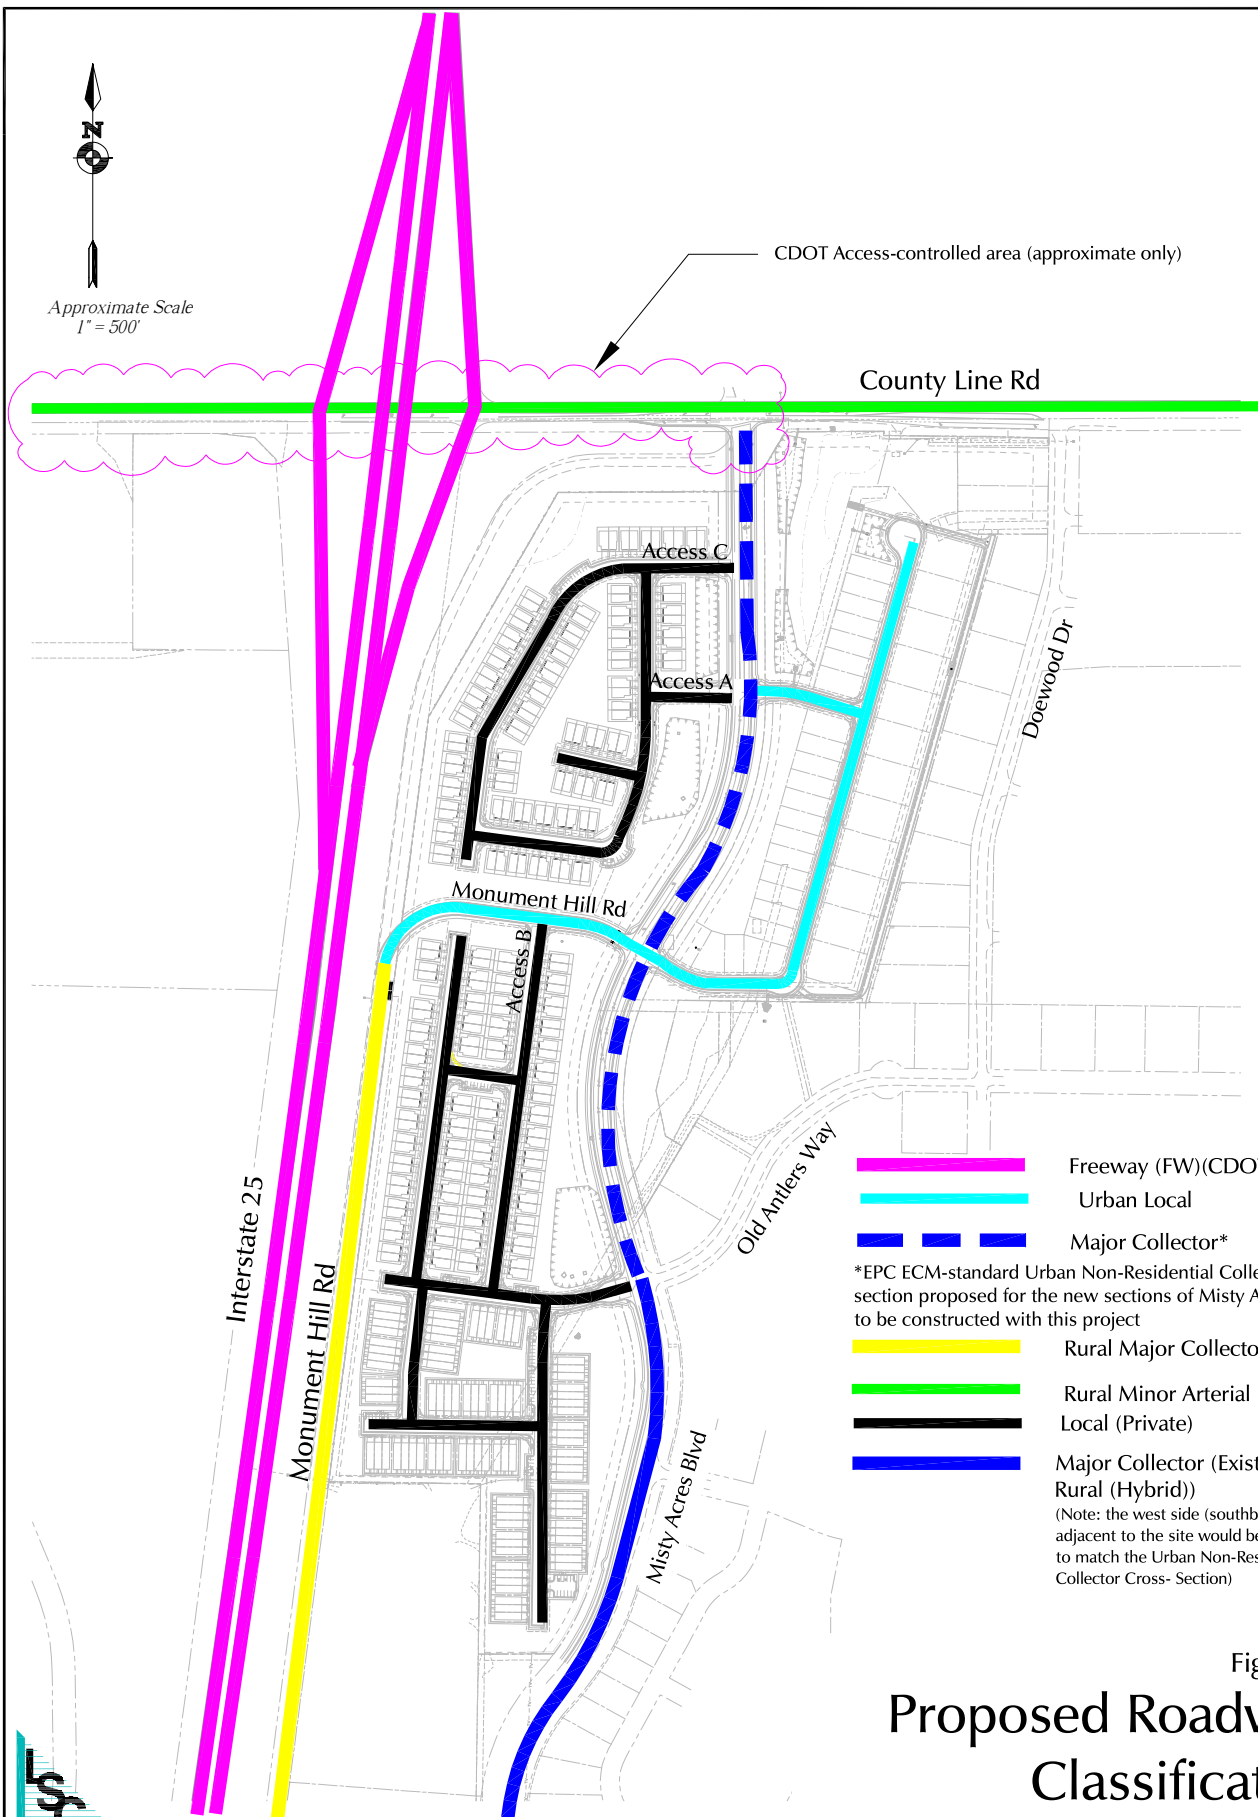 N
Approximate Scale
1" = 500'
CDOT Access-controlled area (approximate only)
County Line Rd
Access C
Access A
Doewood Dr
Monument Hill Rd
Access B
Old Antlers Way
Interstate 25
Monument Hill Rd
Misty Acres Blvd
Freeway (FW)(CDO
Urban Local
Major Collector*
*EPC ECM-standard Urban Non-Residential Colle
section proposed for the new sections of Misty A
to be constructed with this project
Rural Major Collecto
Rural Minor Arterial
Local (Private)
Major Collector (Exist
Rural (Hybrid))
(Note: the west side (southb
adjacent to the site would be
to match the Urban Non-Res
Collector Cross- Section)
Fig
Proposed Roadw
Classificat
LSC